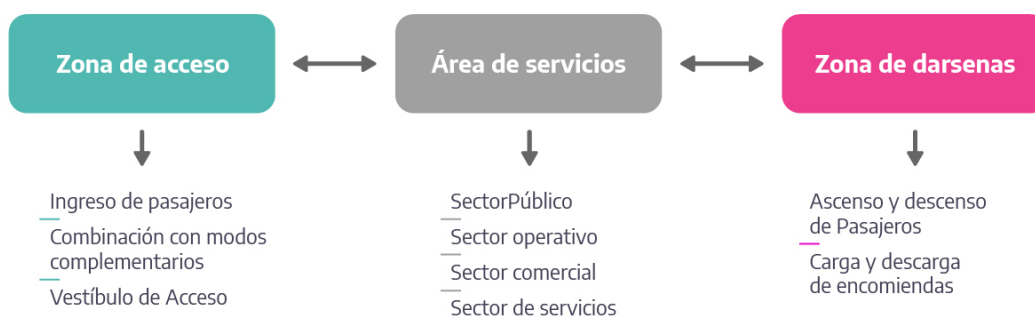 Zona de acceso
Área de servicios
Zona de darsenas
Ingreso de pasajeros
Combinación con modos
complementarios
Vestíbulo de Acceso
SectorPúblico
Sector operativo
Sector comercial
Sector de servicios
Ascenso y descenso
de Pasajeros
Carga y descarga
de encomiendas